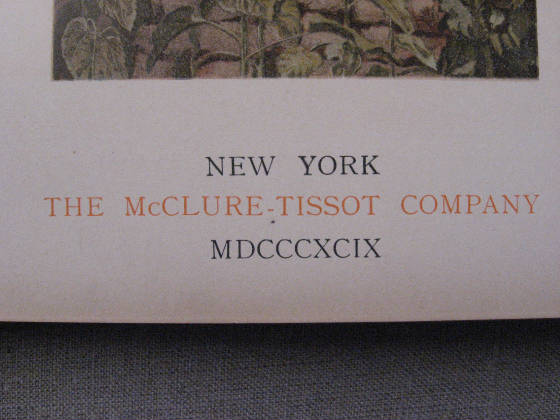 NEW YORK
THE McCLURE-TISSOT COMPANY
MDCCCXCIX